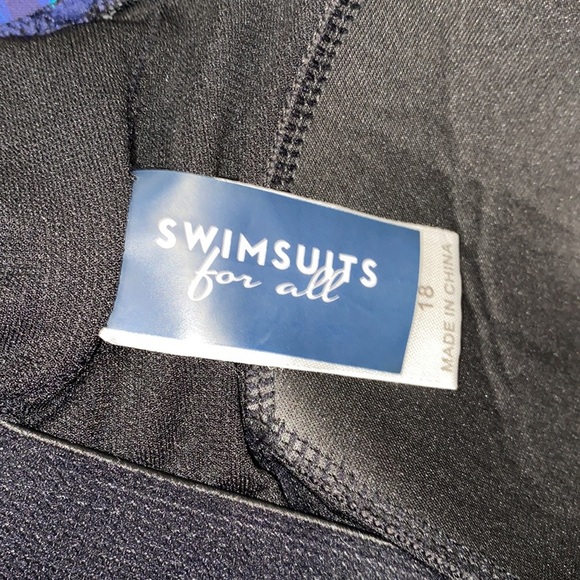 SWIMSUITS
for all
18
MADE IN CHINA